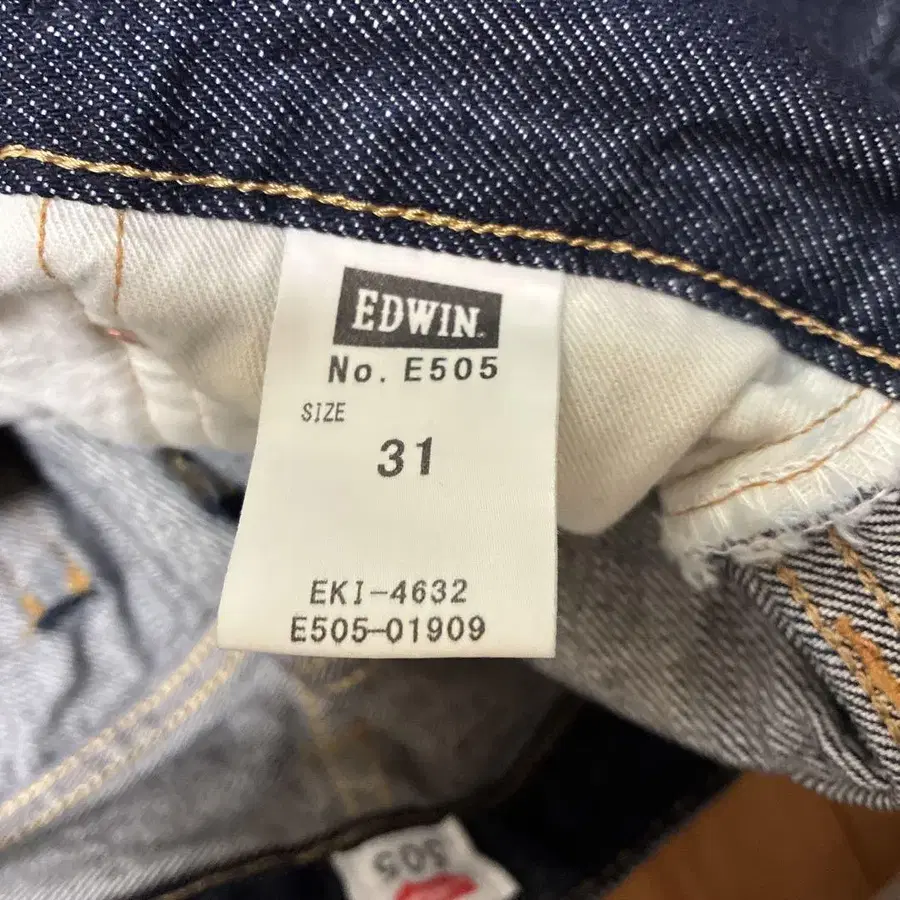 EDWIN
No. E505
SIZE
31
EKI-4632
E505-01909
505